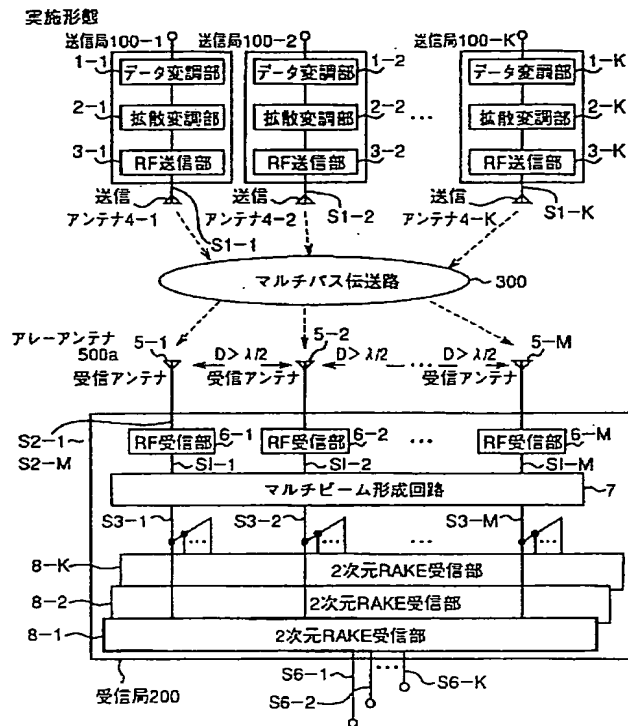 実施形態
送信局100-1 送信局100-2 送信局100-K
1-1 データ変調部 データ変調部 1-2 データ変調部 1-K
2-1 拡散変調部 拡散変調部 2-2 … 拡散変調部 2-K
3-1 RF送信部 RF送信部 3-2 RF送信部 3-K
送信 送信 送信
アンテナ4-1 アンテナ4-2 S1-2 アンテナ4-K S1-K
S1-1
マルチパス伝送路 300
アレーアンテナ 5-1 5-2 5-M
500a D>λ/2 D>λ/2 … D>λ/2
受信アンテナ 受信アンテナ 受信アンテナ
S2-1 RF受信部 6-1 RF受信部 6-2 … RF受信部 6-M
S2-M SI-1 SI-2 SI-M
マルチビーム形成回路 7
S3-1 S3-2 S3-M
… … …
8-K 2次元RAKE受信部
8-2 2次元RAKE受信部
8-1 2次元RAKE受信部
…
S6-1 S6-K
受信局200 S6-2